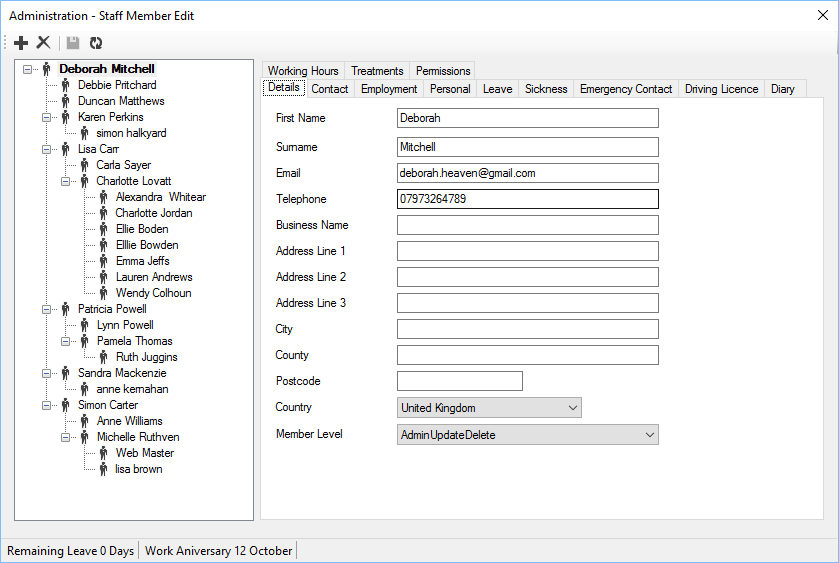 Administration - Staff Member Edit
Deborah Mitchell
Debbie Pritchard
Duncan Matthews
Karen Perkins
simon halkyard
Lisa Carr
Carla Sayer
Charlotte Lovatt
Alexandra Whitear
Charlotte Jordan
Ellie Boden
Elllie Bowden
Emma Jeffs
Lauren Andrews
Wendy Colhoun
Patricia Powell
Lynn Powell
Pamela Thomas
Ruth Juggins
Sandra Mackenzie
anne kernahan
Simon Carter
Anne Williams
Michelle Ruthven
Web Master
lisa brown
Working Hours Treatments Permissions
Details Contact Employment Personal Leave Sickness Emergency Contact Driving Licence Diary
First Name Deborah
Surname Mitchell
Email deborah.heaven@gmail.com
Telephone 07973264789
Business Name
Address Line 1
Address Line 2
Address Line 3
City
County
Postcode
Country United Kingdom
Member Level AdminUpdateDelete
Remaining Leave 0 Days Work Aniversary 12 October